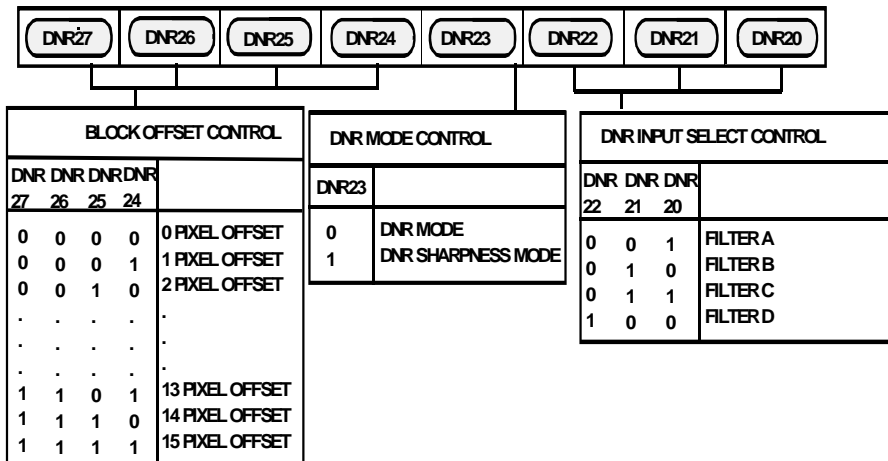 DNR27 DNR26 DNR25 DNR24 DNR23 DNR22 DNR21 DNR20
BLOCK OFFSET CONTROL
DNR DNR DNR DNR
27 26 25 24
0 0 0 0 0 PIXEL OFFSET
0 0 0 1 1 PIXEL OFFSET
0 0 1 0 2 PIXEL OFFSET
. . . . .
. . . . .
. . . . .
1 1 0 1 13 PIXEL OFFSET
1 1 1 0 14 PIXEL OFFSET
1 1 1 1 15 PIXEL OFFSET
DNR MODE CONTROL
DNR23
0 DNR MODE
1 DNR SHARPNESS MODE
DNR INPUT SELECT CONTROL
DNR DNR DNR
22 21 20
0 0 1 FILTER A
0 1 0 FILTER B
0 1 1 FILTER C
1 0 0 FILTER D